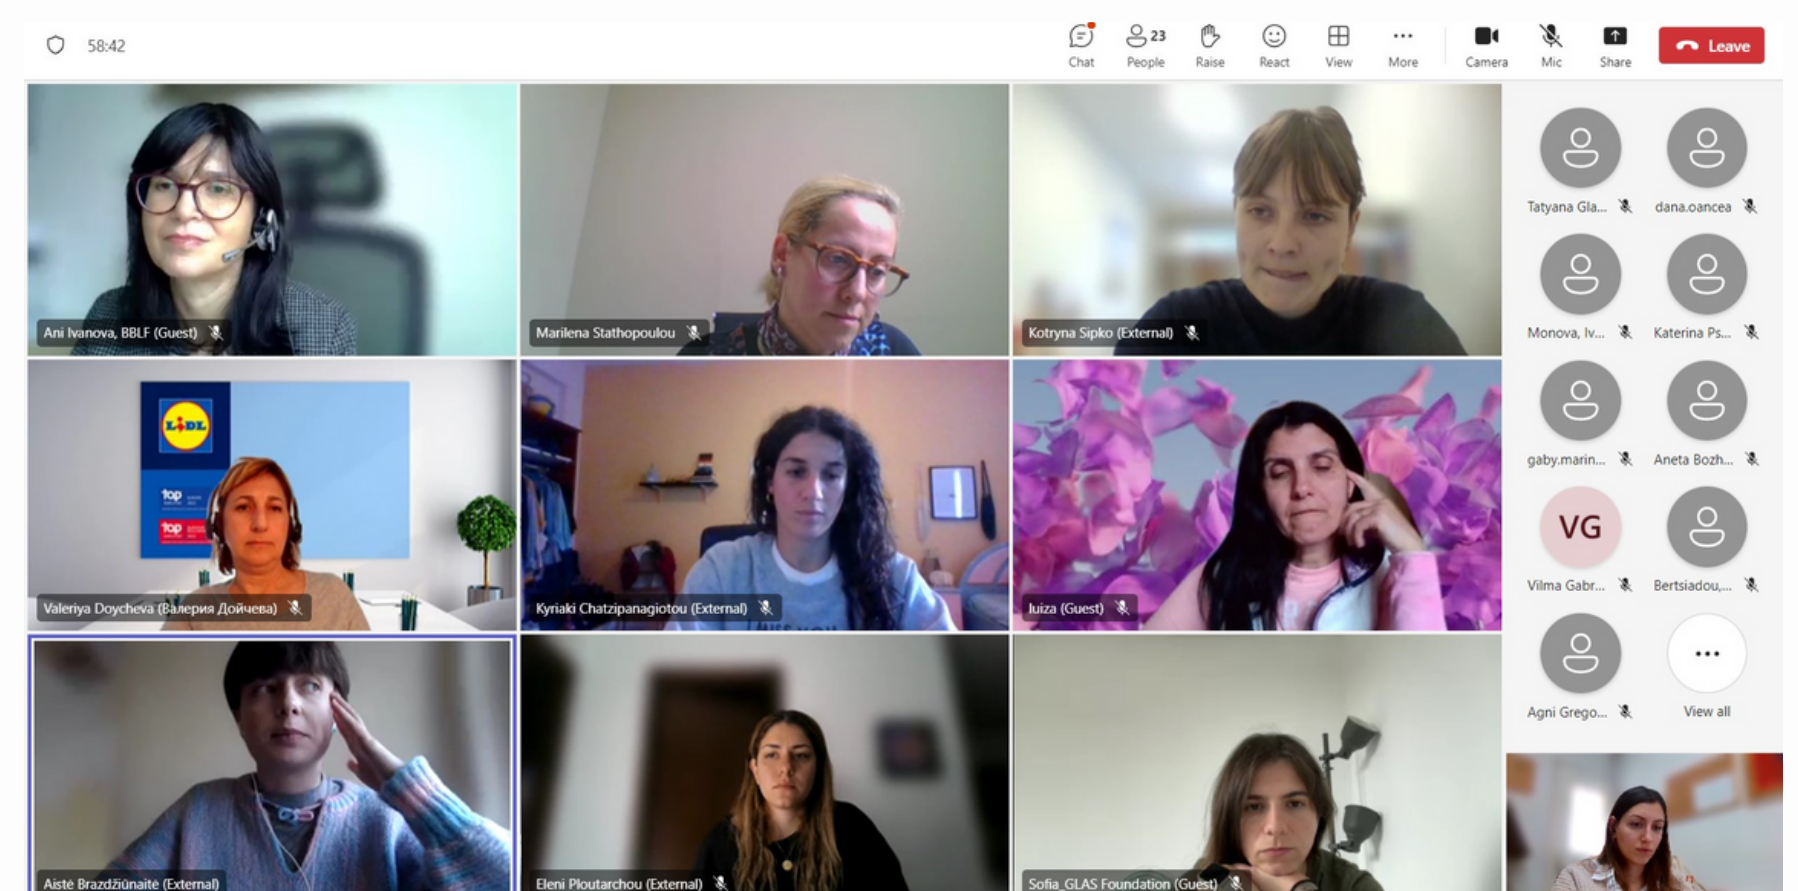 58:42
Chat
23
People
Raise
React
View
More
Camera
Mic
Share
Leave
Ani Ivanova, BBLF (Guest)
Marilena Stathopoulou
Kotryna Sipko (External)
Tatyana Gla...
dana.oancea
Monova, Iv...
Katerina Ps...
LiDL
top
top
Valeriya Doycheva (Валерия Дойчева)
Kyriaki Chatzipanagiotou (External)
I MISS YOU
luiza (Guest)
gaby.marin...
Aneta Bozh...
VG
Vilma Gabr...
Bertsiadou,...
Agni Grego...
View all
Aistė Brazdžiūnaitė (External)
Eleni Ploutarchou (External)
Sofia_GLAS Foundation (Guest)